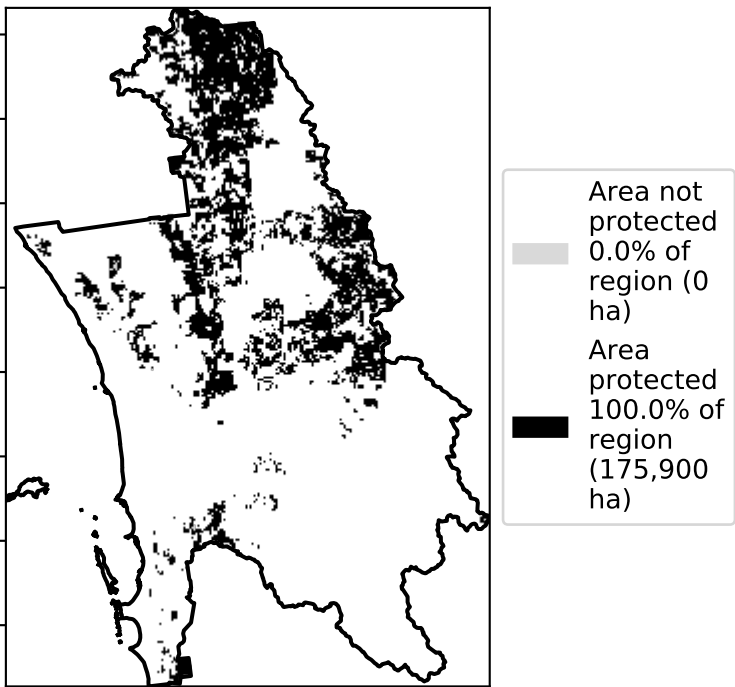 Area not
protected
0.0% of
region (0
ha)
Area
protected
100.0% of
region
(175,900
ha)